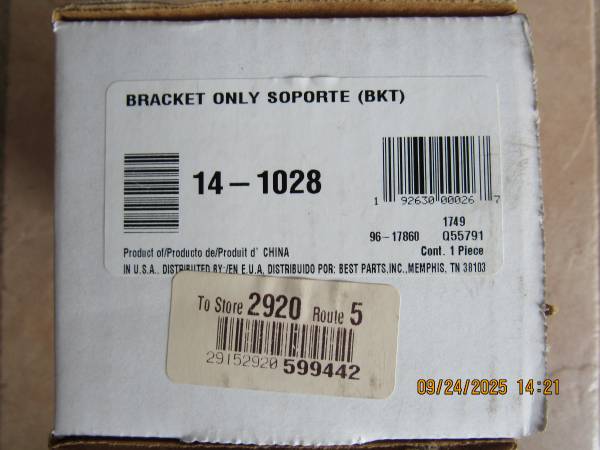 BRACKET ONLY SOPORTE (BKT)
14-1028
1 92630 00026 7
1749
96-17860 Q55791
Product of/Producto de/Produit d' CHINA
Cont. 1 Piece
IN U.S.A., DISTRIBUTED BY:/EN E.U.A, DISTRIBUIDO POR: BEST PARTS,INC.,MEMPHIS, TN 38103
To Store 2920 Route 5
29152920 599442
09/24/2025 14:21